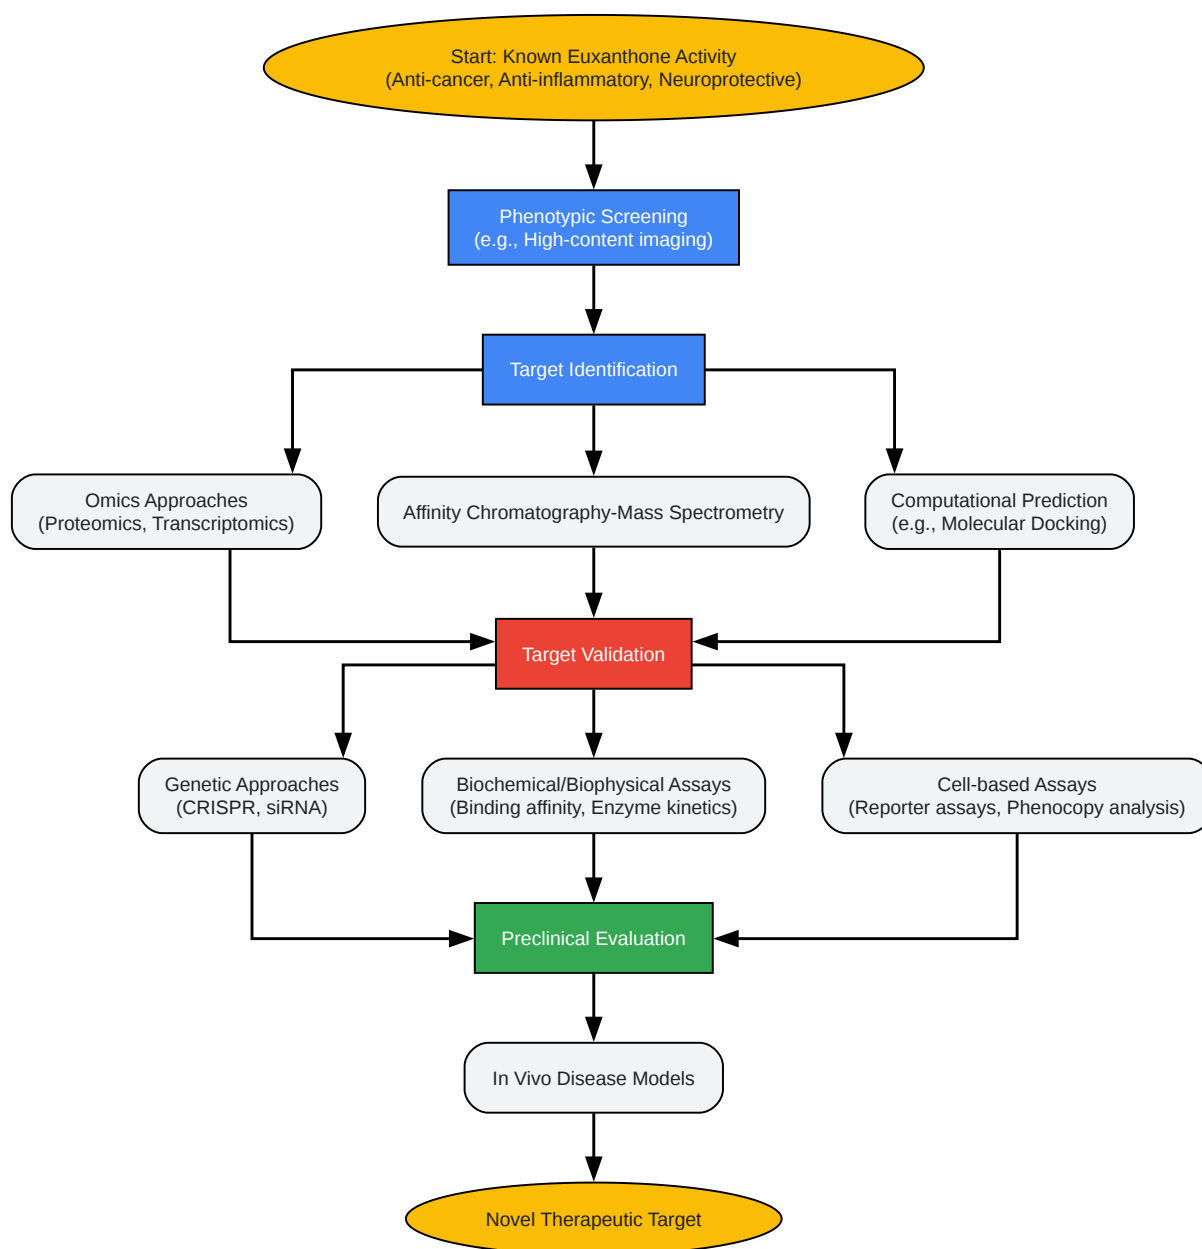 Start: Known Euxanthone Activity
(Anti-cancer, Anti-inflammatory, Neuroprotective)
Phenotypic Screening
(e.g., High-content imaging)
Target Identification
Omics Approaches
(Proteomics, Transcriptomics)
Affinity Chromatography-Mass Spectrometry
Computational Prediction
(e.g., Molecular Docking)
Target Validation
Genetic Approaches
(CRISPR, siRNA)
Biochemical/Biophysical Assays
(Binding affinity, Enzyme kinetics)
Cell-based Assays
(Reporter assays, Phenocopy analysis)
Preclinical Evaluation
In Vivo Disease Models
Novel Therapeutic Target